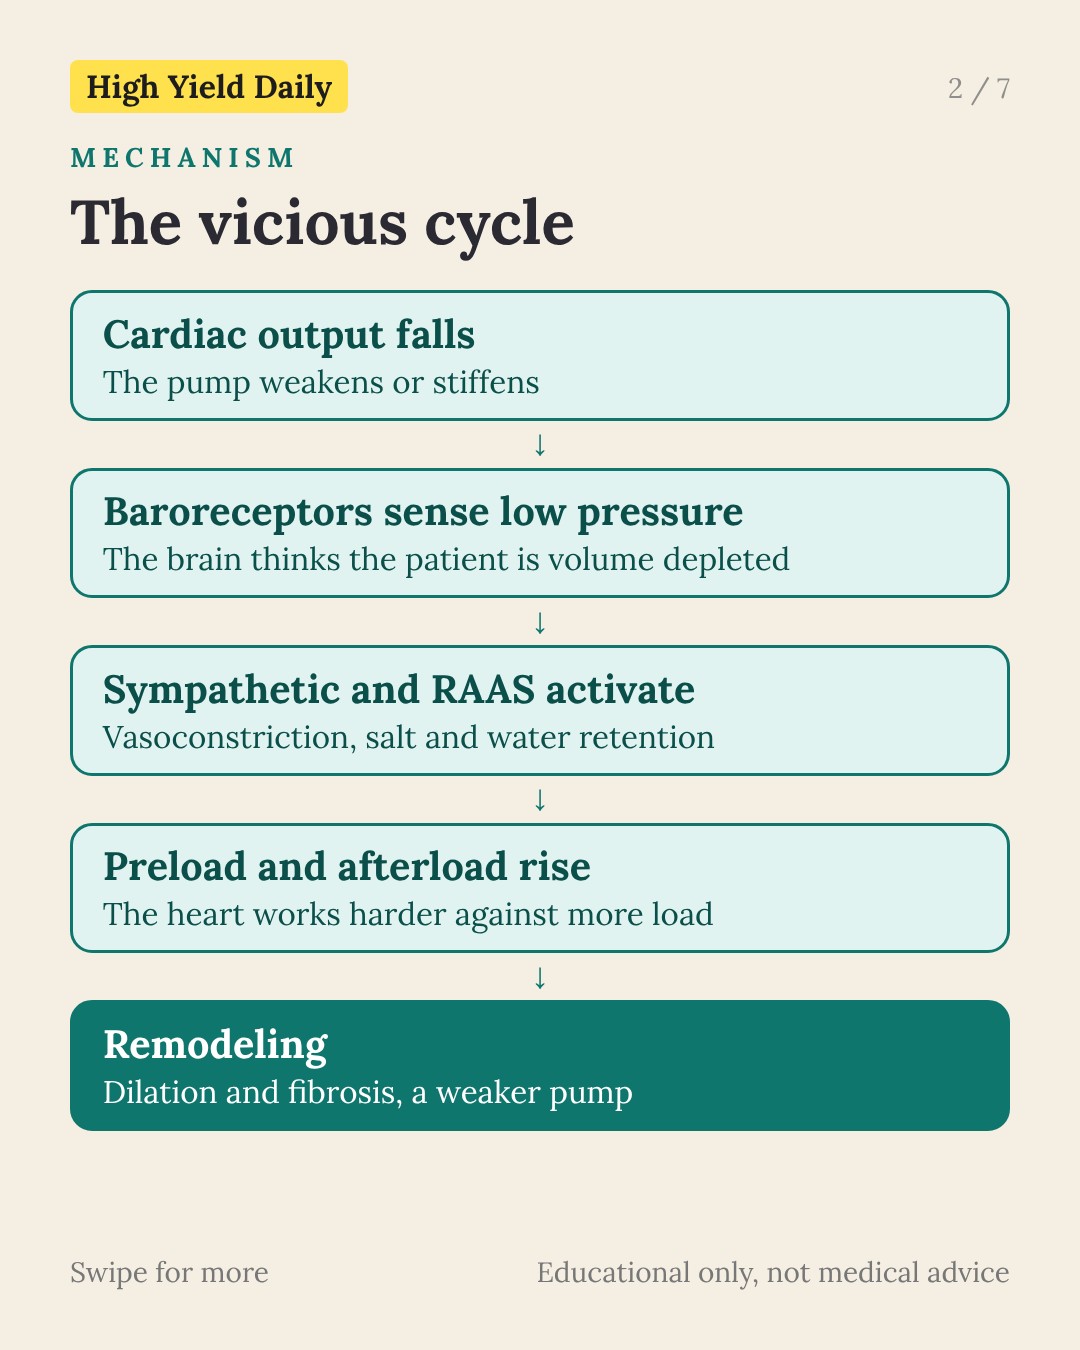 High Yield Daily
2 / 7
MECHANISM
The vicious cycle
Cardiac output falls
The pump weakens or stiffens
↓
Baroreceptors sense low pressure
The brain thinks the patient is volume depleted
↓
Sympathetic and RAAS activate
Vasoconstriction, salt and water retention
↓
Preload and afterload rise
The heart works harder against more load
↓
Remodeling
Dilation and fibrosis, a weaker pump
Swipe for more
Educational only, not medical advice